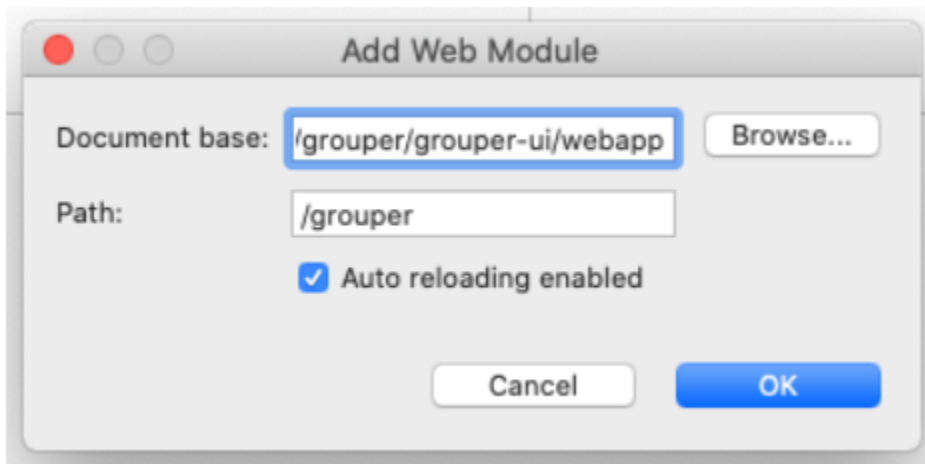 Add Web Module
Document base: /grouper/grouper-ui/webapp Browse...
Path: /grouper
Auto reloading enabled
Cancel OK